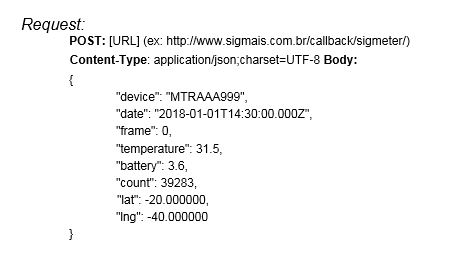 Request:
POST: [URL] (ex: http://www.sigmais.com.br/callback/sigmeter/)
Content-Type: application/json;charset=UTF-8 Body:
{
"device": "MTRAAA999",
"date": "2018-01-01T14:30:00.000Z",
"frame": 0,
"temperature": 31.5,
"battery": 3.6,
"count": 39283,
"lat": -20.000000,
"lng": -40.000000
}